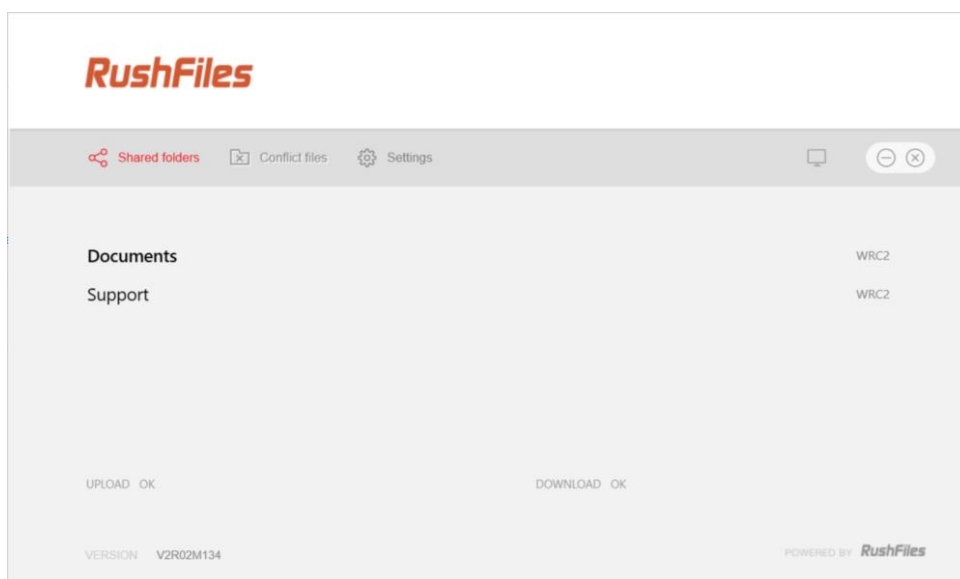 RushFiles
Shared folders Conflict files Settings
Documents WRC2
Support WRC2
UPLOAD OK DOWNLOAD OK
VERSION V2R02M134 POWERED BY RushFiles